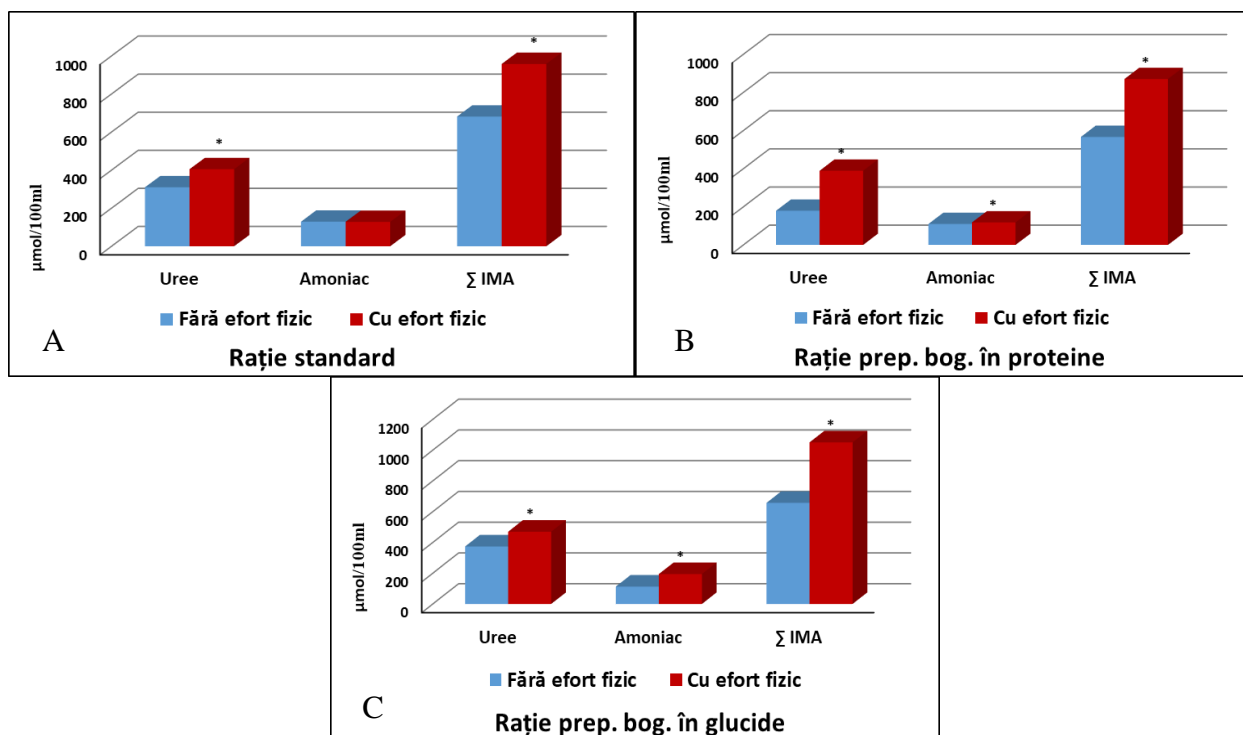 *
1000
*
800
600
400
200
0
µmol/100ml
Uree
Amoniac
∑ IMA
Fără efort fizic
Cu efort fizic
A
Rație standard
*
1000
*
800
600
400
*
200
0
µmol/100ml
Uree
Amoniac
∑ IMA
Fără efort fizic
Cu efort fizic
B
Rație prep. bog. în proteine
*
1200
1000
*
800
600
*
400
200
0
µmol/100ml
Uree
Amoniac
∑ IMA
Fără efort fizic
Cu efort fizic
C
Rație prep. bog. în glucide